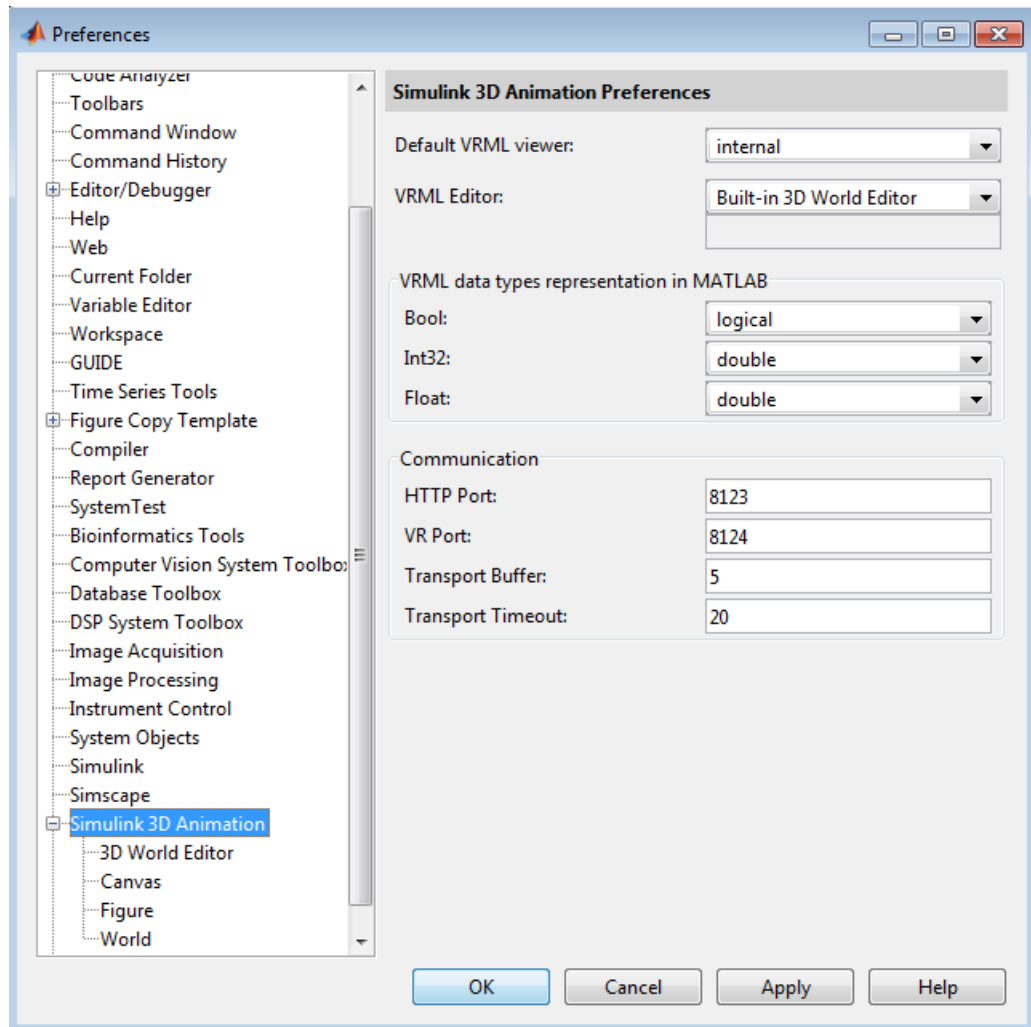 Preferences
Code Analyzer
Toolbars
Command Window
Command History
Editor/Debugger
Help
Web
Current Folder
Variable Editor
Workspace
GUIDE
Time Series Tools
Figure Copy Template
Compiler
Report Generator
SystemTest
Bioinformatics Tools
Computer Vision System Toolbox
Database Toolbox
DSP System Toolbox
Image Acquisition
Image Processing
Instrument Control
System Objects
Simulink
Simscape
Simulink 3D Animation
3D World Editor
Canvas
Figure
World
Simulink 3D Animation Preferences
Default VRML viewer: internal
VRML Editor: Built-in 3D World Editor
VRML data types representation in MATLAB
Bool: logical
Int32: double
Float: double
Communication
HTTP Port: 8123
VR Port: 8124
Transport Buffer: 5
Transport Timeout: 20
OK Cancel Apply Help